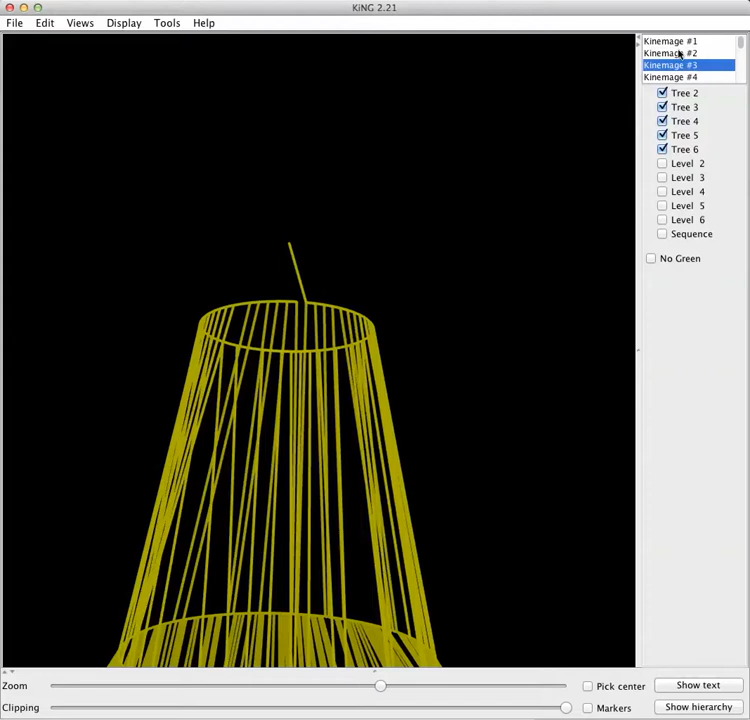 KiNG 2.21
File Edit Views Display Tools Help
Kinemage #1
Kinemage #2
Kinemage #3
Kinemage #4
Tree 2
Tree 3
Tree 4
Tree 5
Tree 6
Level 2
Level 3
Level 4
Level 5
Level 6
Sequence
No Green
Zoom Pick center Show text
Clipping Markers Show hierarchy